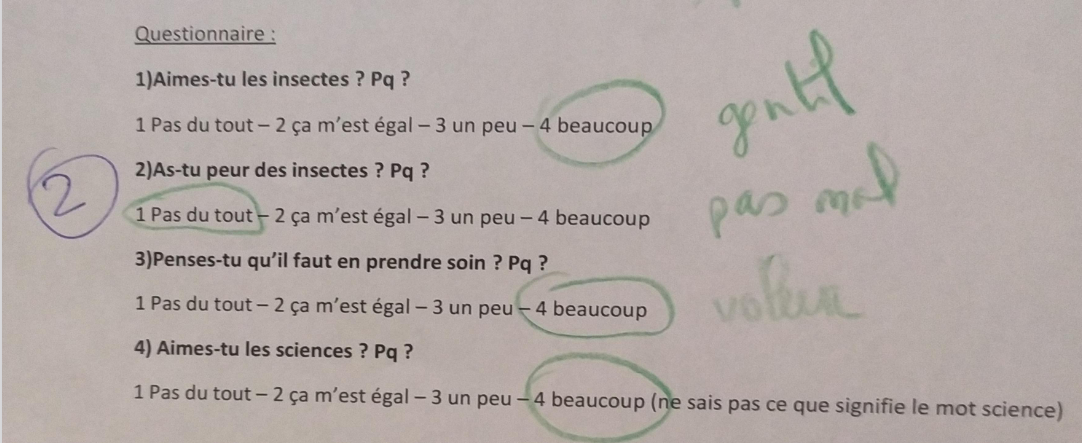 Questionnaire :
1)Aimes-tu les insectes ? Pq ?
1 Pas du tout – 2 ça m'est égal – 3 un peu – 4 beaucoup
gentil
2)As-tu peur des insectes ? Pq ?
2
1 Pas du tout – 2 ça m'est égal – 3 un peu – 4 beaucoup
pas mal
3)Penses-tu qu'il faut en prendre soin ? Pq ?
1 Pas du tout – 2 ça m'est égal – 3 un peu – 4 beaucoup
4) Aimes-tu les sciences ? Pq ?
1 Pas du tout – 2 ça m'est égal – 3 un peu – 4 beaucoup (ne sais pas ce que signifie le mot science)